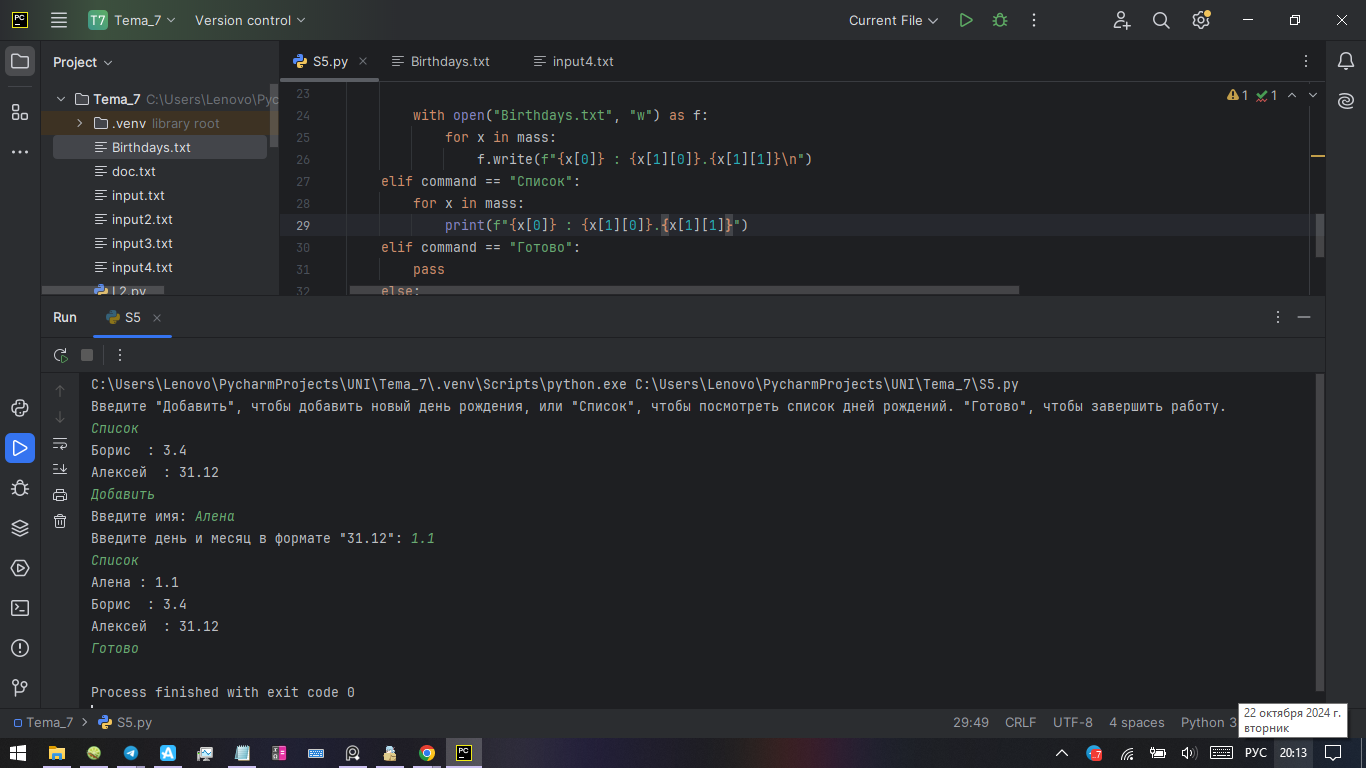 PC T7 Tema_7 Version control Current File
Project
S5.py Birthdays.txt input4.txt
Tema_7 C:\Users\Lenovo\Pyc
.venv library root
Birthdays.txt
doc.txt
input.txt
input2.txt
input3.txt
input4.txt
L2.py
1 1
23
24 with open("Birthdays.txt", "w") as f:
25 for x in mass:
26 f.write(f"{x[0]} : {x[1][0]}.{x[1][1]}\n")
27 elif command == "Список":
28 for x in mass:
29 print(f"{x[0]} : {x[1][0]}.{x[1][1]}")
30 elif command == "Готово":
31 pass
32 else:
Run S5
C:\Users\Lenovo\PycharmProjects\UNI\Tema_7\.venv\Scripts\python.exe C:\Users\Lenovo\PycharmProjects\UNI\Tema_7\S5.py
Введите "Добавить", чтобы добавить новый день рождения, или "Список", чтобы посмотреть список дней рождений. "Готово", чтобы завершить работу.
Список
Борис  : 3.4
Алексей  : 31.12
Добавить
Введите имя: Алена
Введите день и месяц в формате "31.12": 1.1
Список
Алена : 1.1
Борис  : 3.4
Алексей  : 31.12
Готово
Process finished with exit code 0
Tema_7 S5.py 29:49 CRLF UTF-8 4 spaces Python 3
22 октября 2024 г.
вторник
PC 7 РУС 20:13